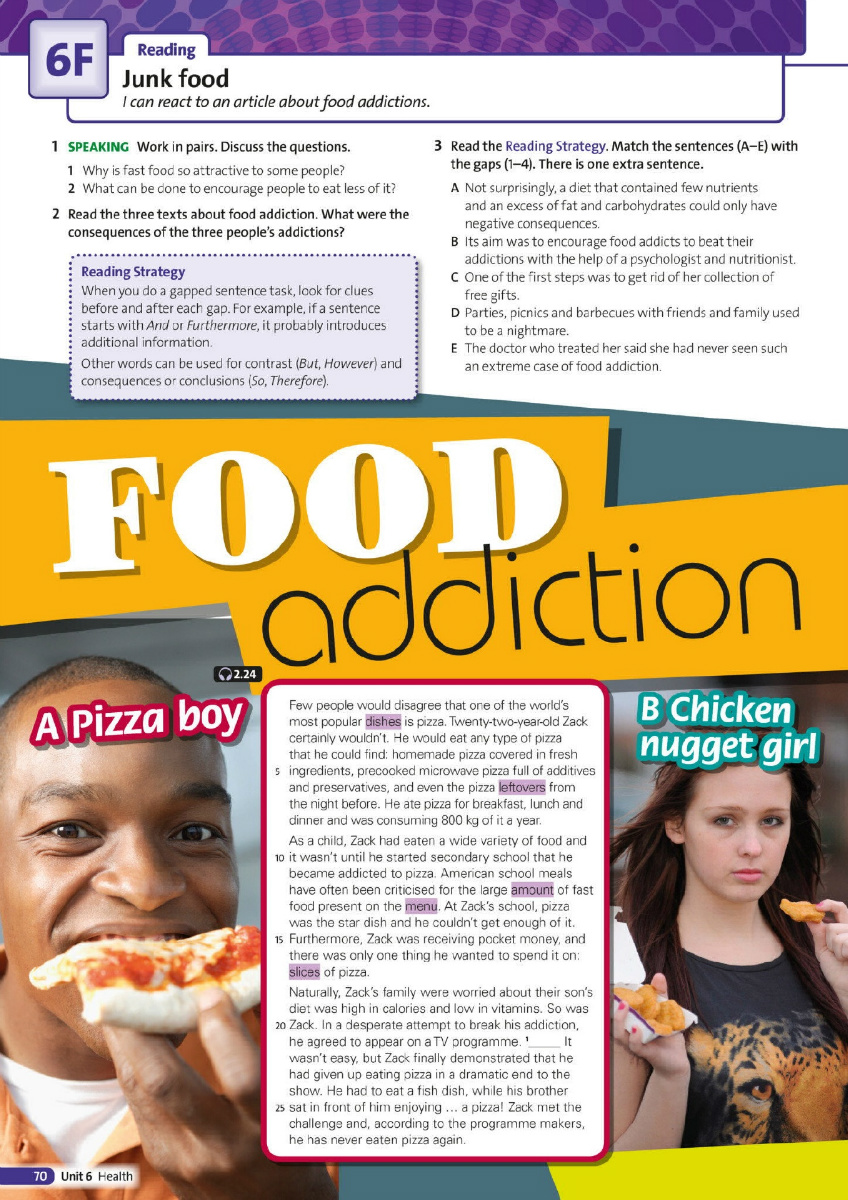 6F
Reading
Junk food
I can react to an article about food addictions.
1 SPEAKING Work in pairs. Discuss the questions.
1 Why is fast food so attractive to some people?
2 What can be done to encourage people to eat less of it?
2 Read the three texts about food addiction. What were the
consequences of the three people's addictions?
Reading Strategy
When you do a gapped sentence task, look for clues
before and after each gap. For example, if a sentence
starts with And or Furthermore, it probably introduces
additional information.
Other words can be used for contrast (But, However) and
consequences or conclusions (So, Therefore).
3 Read the Reading Strategy. Match the sentences (A–E) with
the gaps (1–4). There is one extra sentence.
A Not surprisingly, a diet that contained few nutrients
and an excess of fat and carbohydrates could only have
negative consequences.
B Its aim was to encourage food addicts to beat their
addictions with the help of a psychologist and nutritionist.
C One of the first steps was to get rid of her collection of
free gifts.
D Parties, picnics and barbecues with friends and family used
to be a nightmare.
E The doctor who treated her said she had never seen such
an extreme case of food addiction.
FOOD
addiction
2.24
A Pizza boy
Few people would disagree that one of the world's
most popular dishes is pizza. Twenty-two-year-old Zack
certainly wouldn't. He would eat any type of pizza
that he could find: homemade pizza covered in fresh
5 ingredients, precooked microwave pizza full of additives
and preservatives, and even the pizza leftovers from
the night before. He ate pizza for breakfast, lunch and
dinner and was consuming 800 kg of it a year.
As a child, Zack had eaten a wide variety of food and
10 it wasn't until he started secondary school that he
became addicted to pizza. American school meals
have often been criticised for the large amount of fast
food present on the menu. At Zack's school, pizza
was the star dish and he couldn't get enough of it.
15 Furthermore, Zack was receiving pocket money, and
there was only one thing he wanted to spend it on:
slices of pizza.
Naturally, Zack's family were worried about their son's
diet was high in calories and low in vitamins. So was
20 Zack. In a desperate attempt to break his addiction,
he agreed to appear on a TV programme. 1_____ It
wasn't easy, but Zack finally demonstrated that he
had given up eating pizza in a dramatic end to the
show. He had to eat a fish dish, while his brother
25 sat in front of him enjoying ... a pizza! Zack met the
challenge and, according to the programme makers,
he has never eaten pizza again.
B Chicken
nugget girl
70 Unit 6 Health